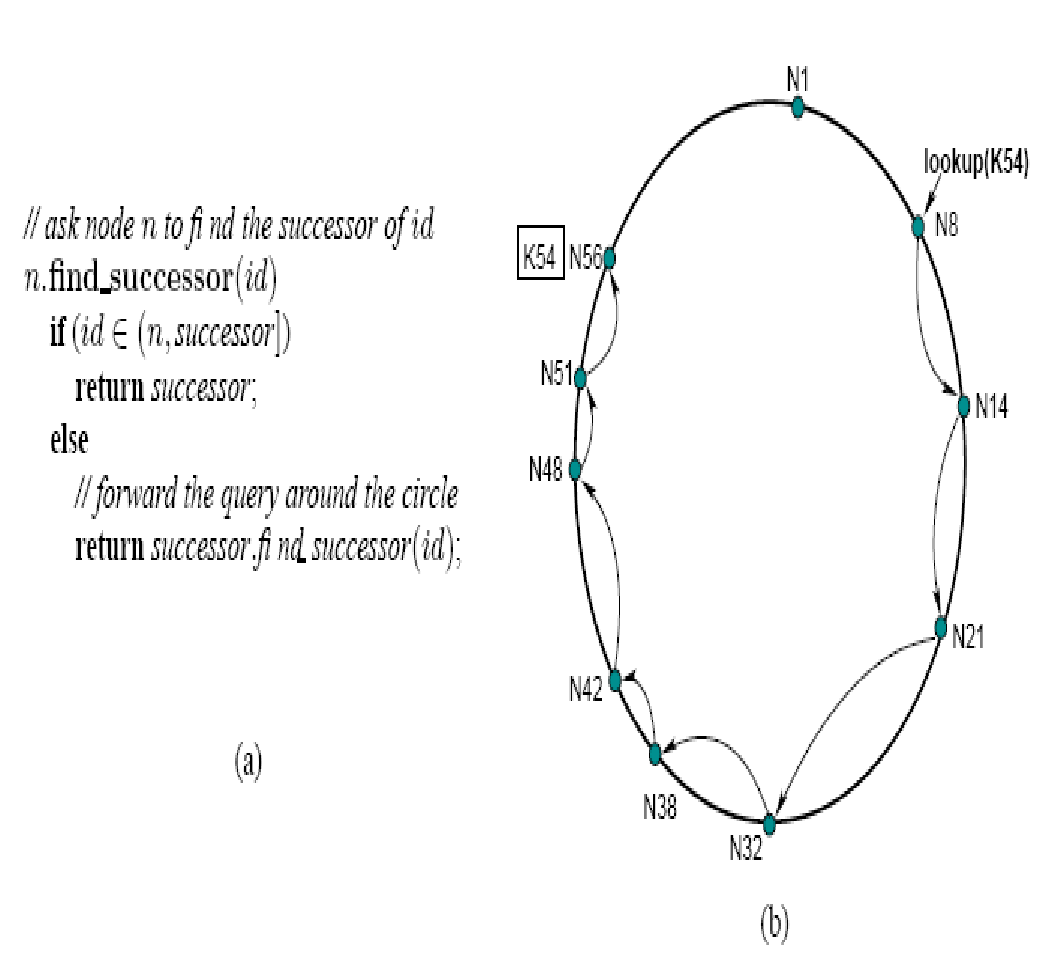 // ask node n to find the successor of id
n.find_successor(id)
if (id ∈ (n, successor])
return successor;
else
// forward the query around the circle
return successor.find_successor(id);
(a)
N1
lookup(K54)
N8
K54 N56
N51
N14
N48
N21
N42
N38
N32
(b)